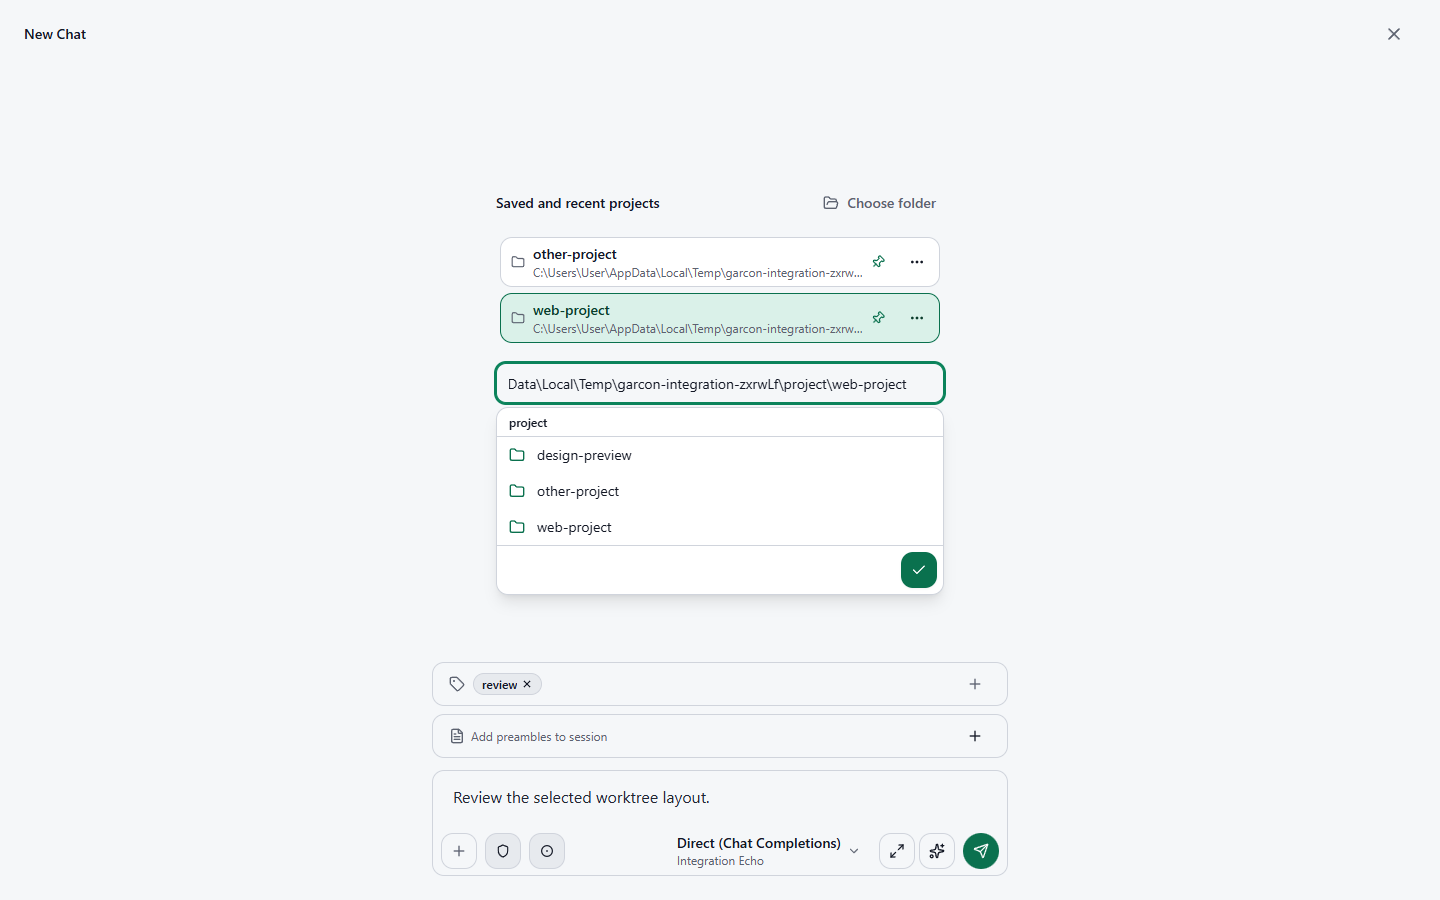 New Chat
Saved and recent projects
Choose folder
other-project
C:\Users\User\AppData\Local\Temp\garcon-integration-zxrw...
web-project
C:\Users\User\AppData\Local\Temp\garcon-integration-zxrw...
Data\Local\Temp\garcon-integration-zxrwLf\project\web-project
project
design-preview
other-project
web-project
review
Add preambles to session
Review the selected worktree layout.
Direct (Chat Completions)
Integration Echo